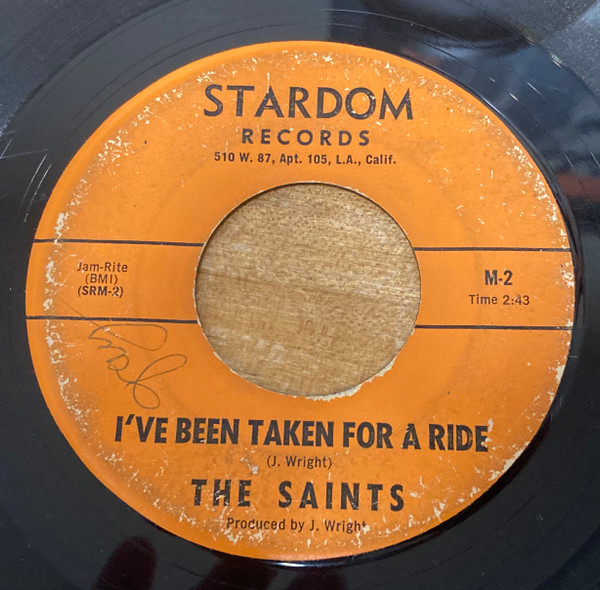 STARDOM
RECORDS
510 W. 87, Apt. 105, L.A., Calif.
Jam-Rite
(BMI)
(SRM-2)
M-2
Time 2:43
I'VE BEEN TAKEN FOR A RIDE
(J. Wright)
THE SAINTS
Produced by J. Wright